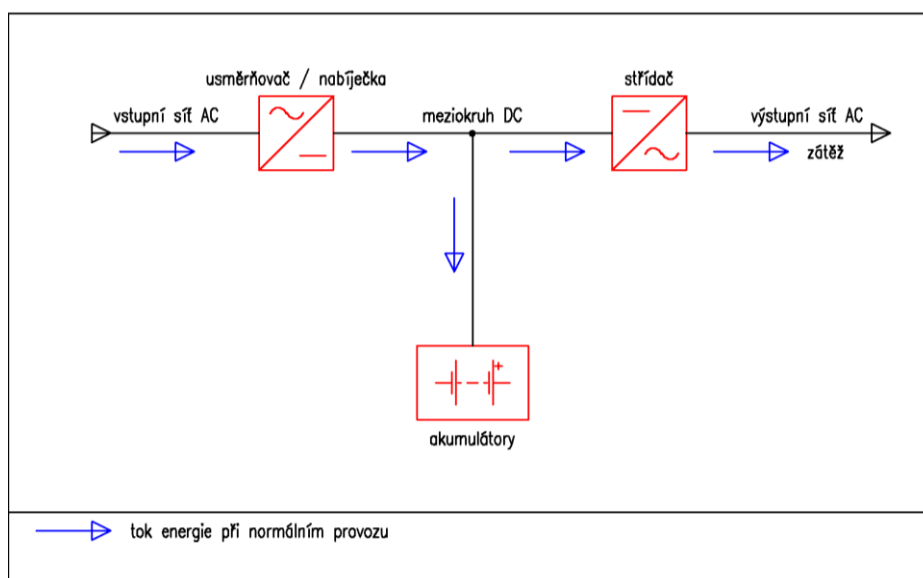 usměrňovač / nabíječka
střídač
vstupní síť AC
meziokruh DC
výstupní síť AC
zátěž
akumulátory
tok energie při normálním provozu